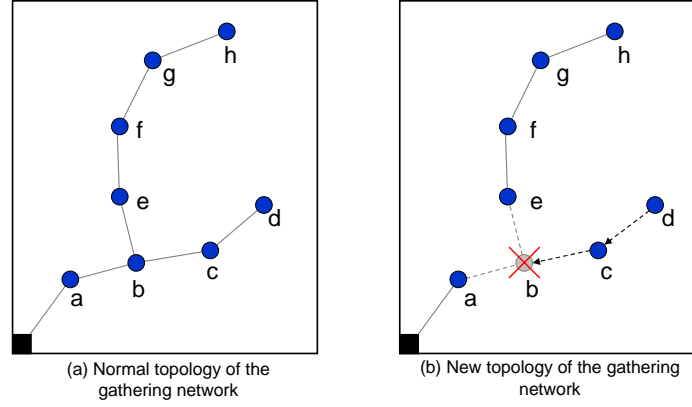 h
g
f
e
d
c
b
a
(a) Normal topology of the
gathering network
h
g
f
e
d
c
b
a
(b) New topology of the gathering
network